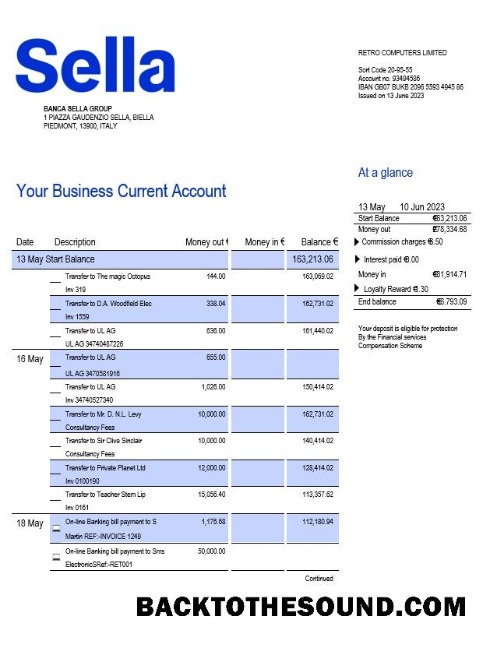 Sella
BANCA SELLA GROUP
1 PIAZZA GAUDENZIO SELLA, BIELLA
PIEDMONT, 13900, ITALY
RETRO COMPUTERS LIMITED
Sort Code 20-95-55
Account no. 93494586
IBAN GB07 BUKB 2095 5593 4945 86
Issued on 13 June 2023
At a glance
Your Business Current Account
13 May 10 Jun 2023
Start Balance €63,213.06
Money out €78,334.68
Commission charges €6.50
Interest paid €0.00
Money in €61,914.71
Loyalty Reward €1.30
End balance €6.793.09
Your deposit is eligible for protection
By the Financial services
Compensation Scheme
Date Description Money out € Money in € Balance €
13 May Start Balance 163,213.06
Transfer to The magic Octopus 144.00 163,069.02
Inv 319
Transfer to D.A. Woodfield Elec 338.04 162,731.02
Inv 1559
Transfer to UL AG 636.00 161,440.02
UL AG 34740487226
16 May Transfer to UL AG 655.00
UL AG 3470581916
Transfer to UL AG 1,026.00 150,414.02
Inv 34740527340
Transfer to Mr. D. N.L. Levy 10,000.00 162,731.02
Consultancy Fees
Transfer to Sir Clive Sinclair 10,000.00 140,414.02
Consultancy Fees
Transfer to Private Planet Ltd 12,000.00 128,414.02
Inv 0100190
Transfer to Teacher Stern Lip 15,056.40 113,357.62
Inv 0161
18 May On-line Banking bill payment to S 1,176.68 112,180.94
Martin REF:-INVOICE 1249
On-line Banking bill payment to Sms 50,000.00
ElectronicSRef:-RET001
Continued
BACKTOTHESOUND.COM